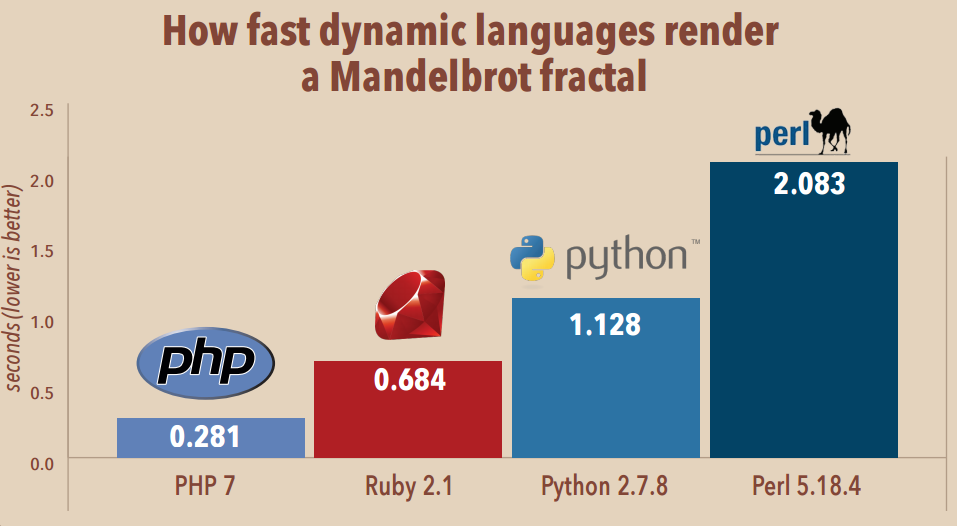 How fast dynamic languages render
a Mandelbrot fractal
seconds (lower is better)
2.5
2.0
1.5
1.0
0.5
0.0
php
0.281
0.684
python™
1.128
perl
2.083
PHP 7
Ruby 2.1
Python 2.7.8
Perl 5.18.4